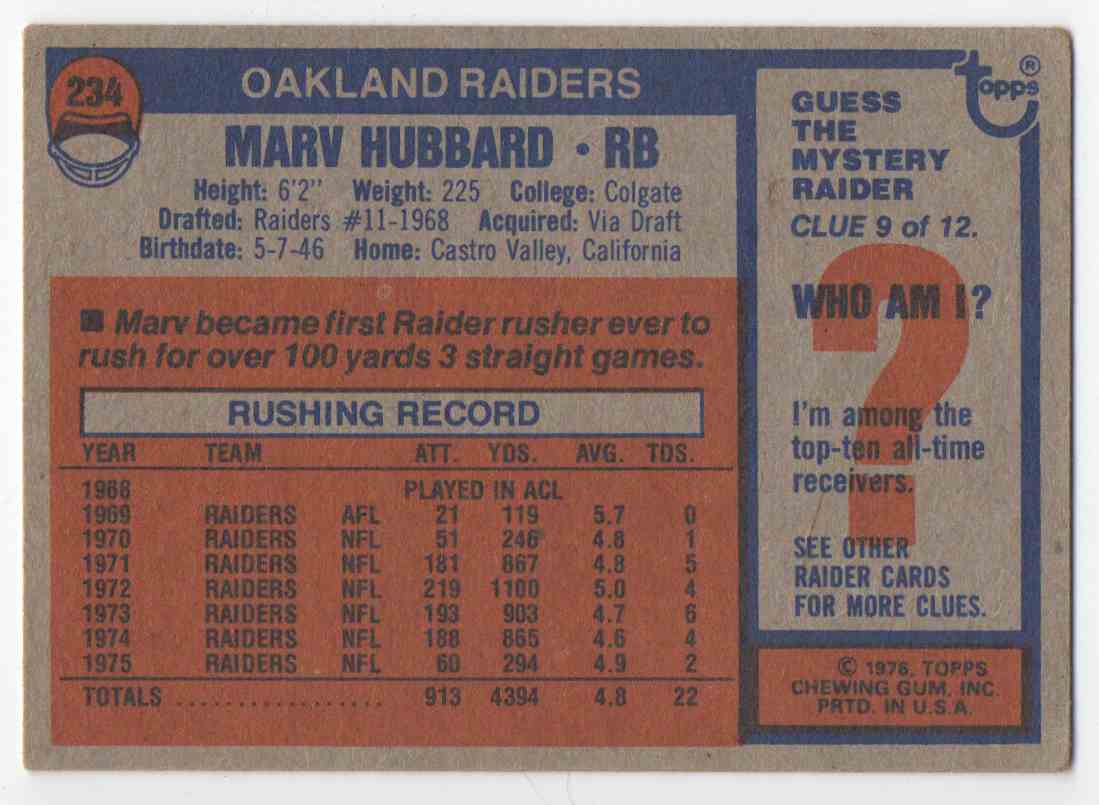 234
OAKLAND RAIDERS
MARV HUBBARD • RB
Height: 6'2" Weight: 225 College: Colgate
Drafted: Raiders #11-1968 Acquired: Via Draft
Birthdate: 5-7-46 Home: Castro Valley, California
■ Marv became first Raider rusher ever to
rush for over 100 yards 3 straight games.
RUSHING RECORD
YEAR TEAM ATT. YDS. AVG. TDS.
1968 PLAYED IN ACL
1969 RAIDERS AFL 21 119 5.7 0
1970 RAIDERS NFL 51 246 4.8 1
1971 RAIDERS NFL 181 867 4.8 5
1972 RAIDERS NFL 219 1100 5.0 4
1973 RAIDERS NFL 193 903 4.7 6
1974 RAIDERS NFL 188 865 4.6 4
1975 RAIDERS NFL 60 294 4.9 2
TOTALS .................. 913 4394 4.8 22
topps®
GUESS
THE
MYSTERY
RAIDER
CLUE 9 of 12.
?
WHO AM I?
I'm among the
top-ten all-time
receivers.
SEE OTHER
RAIDER CARDS
FOR MORE CLUES.
© 1976, TOPPS
CHEWING GUM, INC.
PRTD. IN U.S.A.